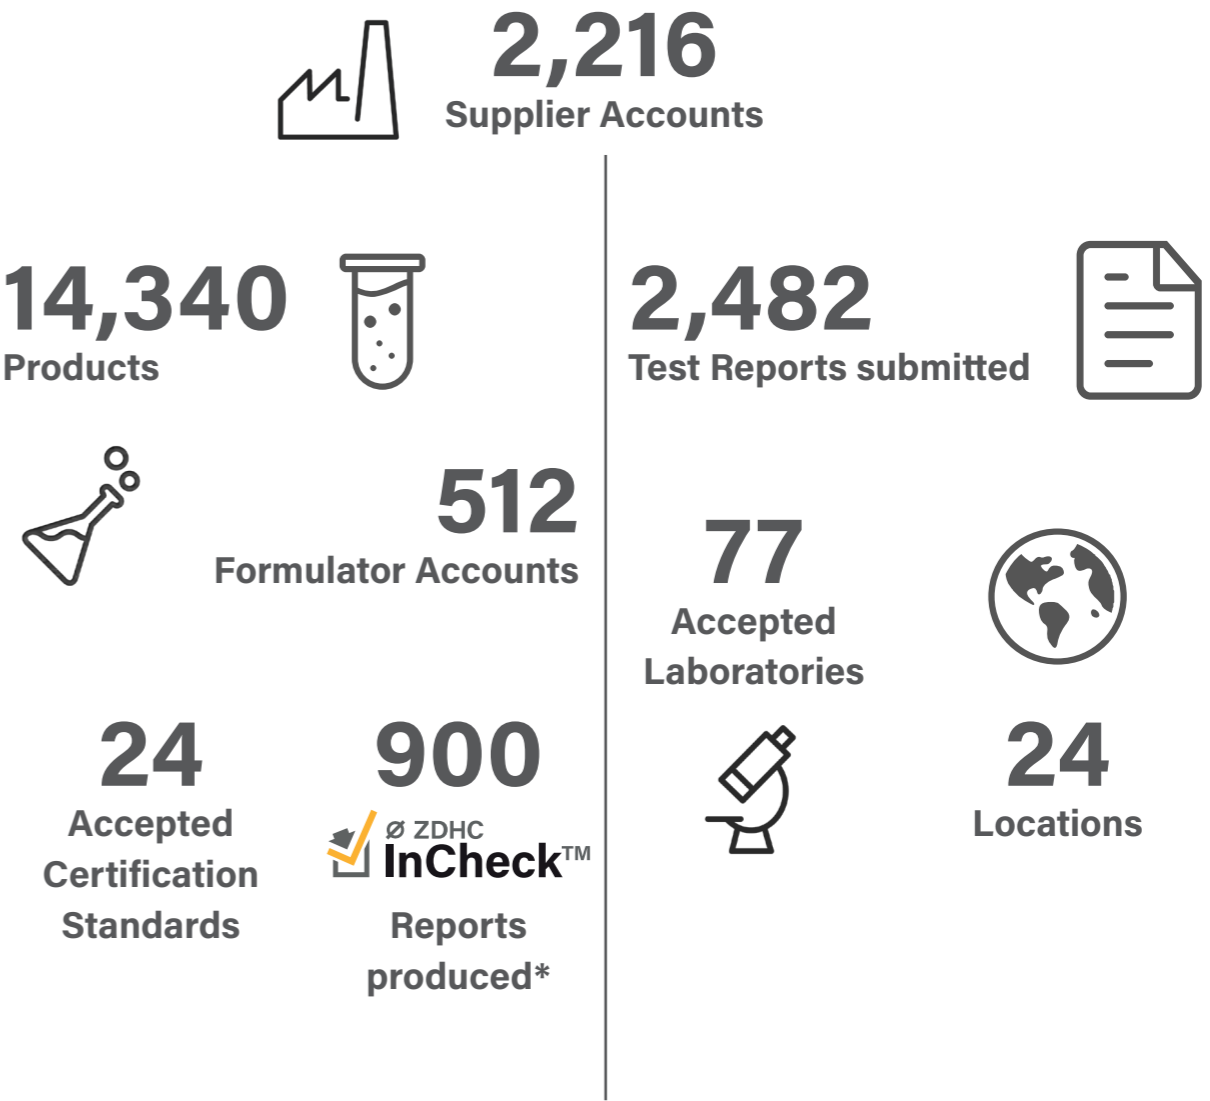 2,216
Supplier Accounts
14,340
Products
512
Formulator Accounts
24
Accepted
Certification
Standards
900
Ø ZDHC
InCheck™
Reports
produced*
2,482
Test Reports submitted
77
Accepted
Laboratories
24
Locations